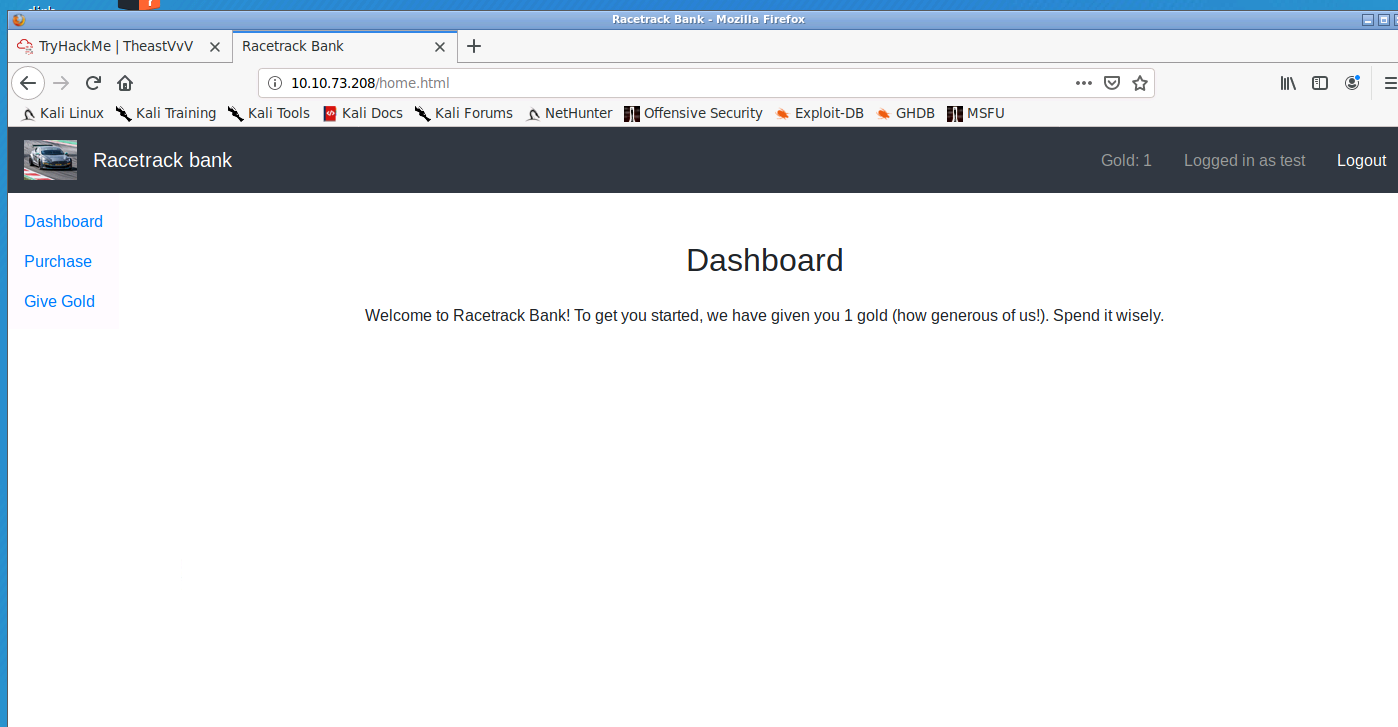 Racetrack Bank - Mozilla Firefox
TryHackMe | TheastVvV
Racetrack Bank
10.10.73.208/home.html
Kali Linux Kali Training Kali Tools Kali Docs Kali Forums NetHunter Offensive Security Exploit-DB GHDB MSFU
Racetrack bank Gold: 1 Logged in as test Logout
Dashboard
Purchase
Give Gold
Dashboard
Welcome to Racetrack Bank! To get you started, we have given you 1 gold (how generous of us!). Spend it wisely.